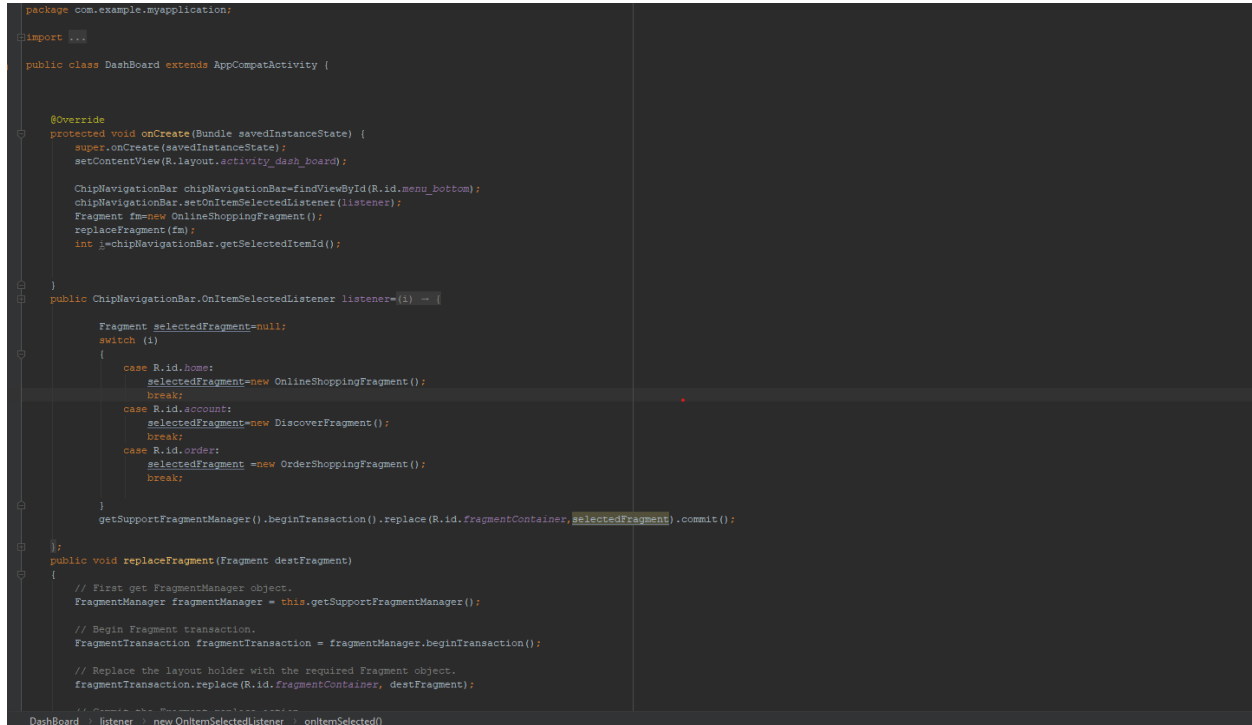 package com.example.myapplication;
import ...
public class DashBoard extends AppCompatActivity {
@Override
protected void onCreate(Bundle savedInstanceState) {
super.onCreate(savedInstanceState);
setContentView(R.layout.activity_dash_board);
ChipNavigationBar chipNavigationBar=findViewById(R.id.menu_bottom);
chipNavigationBar.setOnItemSelectedListener(listener);
Fragment fm=new OnlineShoppingFragment();
replaceFragment(fm);
int i=chipNavigationBar.getSelectedItemId();
}
public ChipNavigationBar.OnItemSelectedListener listener=(i) → {
Fragment selectedFragment=null;
switch (i)
{
case R.id.home:
selectedFragment=new OnlineShoppingFragment();
break;
case R.id.account:
selectedFragment=new DiscoverFragment();
break;
case R.id.order:
selectedFragment =new OrderShoppingFragment();
break;
}
getSupportFragmentManager().beginTransaction().replace(R.id.fragmentContainer,selectedFragment).commit();
};
public void replaceFragment(Fragment destFragment)
{
// First get FragmentManager object.
FragmentManager fragmentManager = this.getSupportFragmentManager();
// Begin Fragment transaction.
FragmentTransaction fragmentTransaction = fragmentManager.beginTransaction();
// Replace the layout holder with the required Fragment object.
fragmentTransaction.replace(R.id.fragmentContainer, destFragment);
// Commit the Fragment replace action.
DashBoard > listener > new OnItemSelectedListener > onItemSelected()